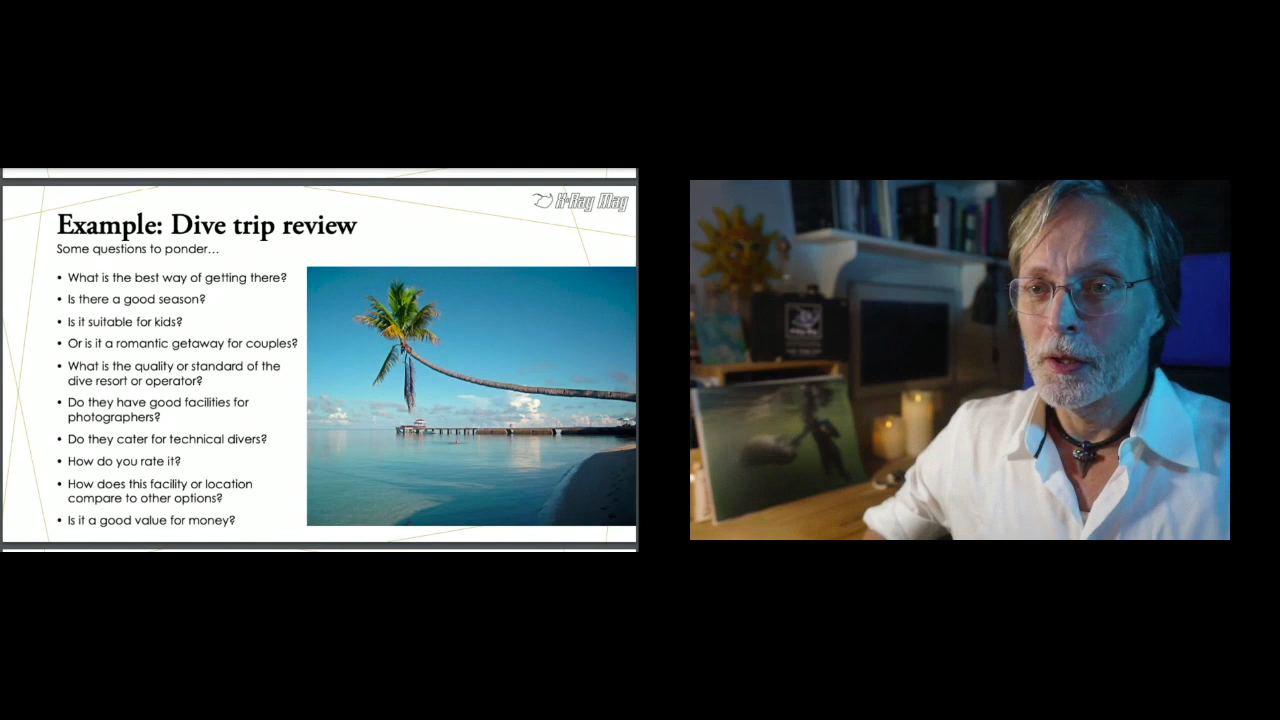 X-Ray Mag
Example: Dive trip review
Some questions to ponder…
• What is the best way of getting there?
• Is there a good season?
• Is it suitable for kids?
• Or is it a romantic getaway for couples?
• What is the quality or standard of the
dive resort or operator?
• Do they have good facilities for
photographers?
• Do they cater for technical divers?
• How do you rate it?
• How does this facility or location
compare to other options?
• Is it a good value for money?